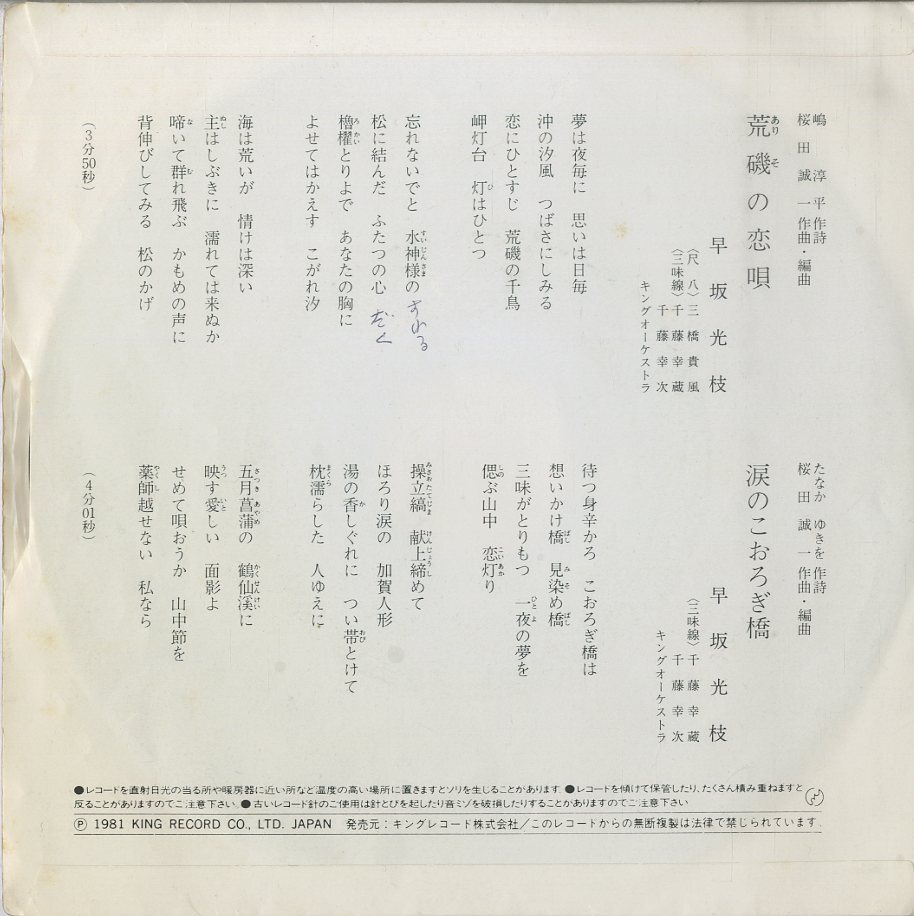 嶋 淳平 作詩
桜田誠一 作曲・編曲
荒磯の恋唄
早坂光枝
〈尺八〉三橋貴風
〈三味線〉千藤幸蔵
千藤幸次
キングオーケストラ
夢は夜毎に 思いは日毎
沖の汐風 つばさにしみる
恋にひとすじ 荒磯の千鳥
岬灯台 灯はひとつ
忘れないでと 水神様の
すれる
松に結んだ ふたつの心
だく
櫓櫂とりよで あなたの胸に
よせてはかえす こがれ汐
海は荒いが 情けは深い
主はしぶきに 濡れては来ぬか
啼いて群れ飛ぶ かもめの声に
背伸びしてみる 松のかげ
(3分50秒)
たなか ゆきを 作詩
桜田誠一 作曲・編曲
涙のこおろぎ橋
早坂光枝
〈三味線〉千藤幸蔵
千藤幸次
キングオーケストラ
待つ身辛かろ こおろぎ橋は
想いかけ橋 見染め橋
三味がとりもつ 一夜の夢を
偲ぶ山中 恋灯り
操立縞 献上締めて
ほろり涙の 加賀人形
湯の香しぐれに つい帯とけて
枕濡らした 人ゆえに
五月菖蒲の 鶴仙渓に
映す愛しい 面影よ
せめて唄おうか 山中節を
薬師越せない 私なら
(4分01秒)
●レコードを直射日光の当る所や暖房器に近い所など温度の高い場所に置きますとソリを生じることがあります。●レコードを傾けて保管したり、たくさん積み重ねますと
反ることがありますのでご注意下さい。●古いレコード針のご使用は針とびを起したり音ミゾを破損したりすることがありますのでご注意下さい
Ⓟ 1981 KING RECORD CO., LTD. JAPAN 発売元：キングレコード株式会社／このレコードからの無断複製は法律で禁じられています。